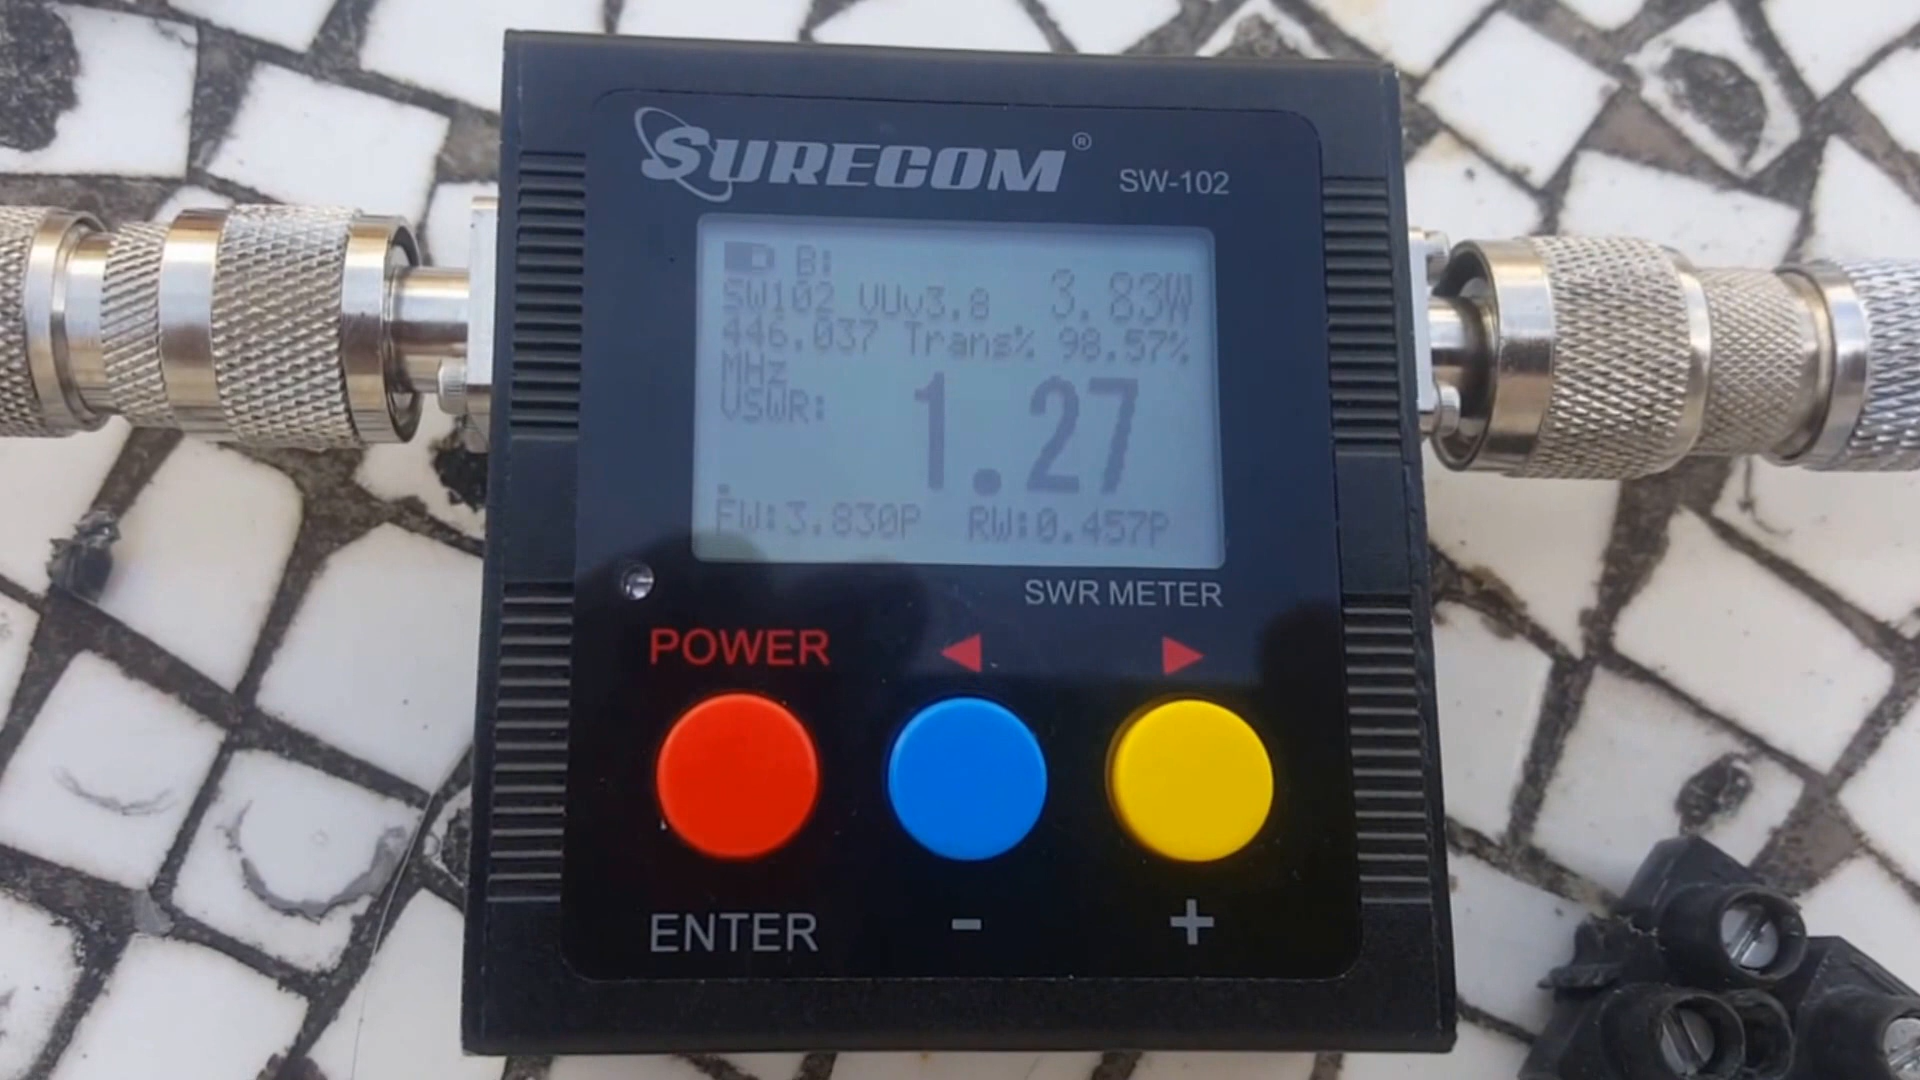 SURECOM®
SW-102
B:
SW102 VUv3.8 3.83W
446.037 Trans% 98.57%
MHz
VSWR: 1.27
FW:3.830P RW:0.457P
SWR METER
POWER ◀ ▶
ENTER - +